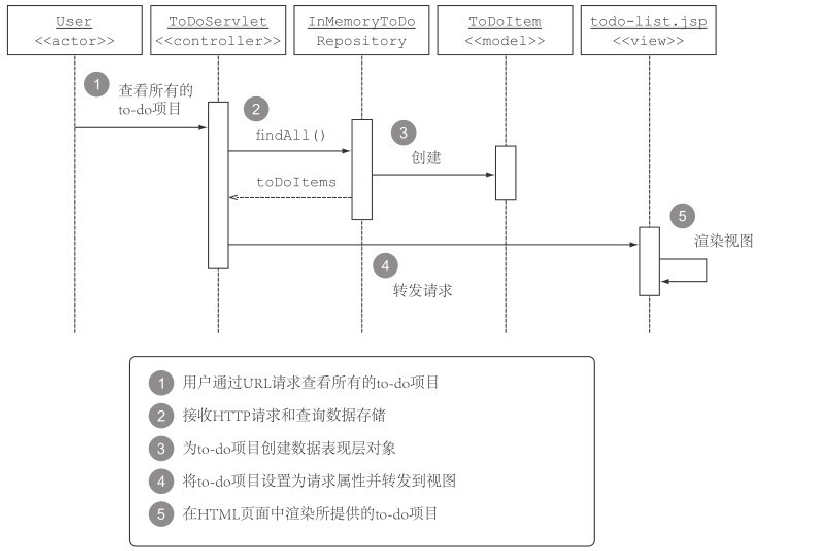 User
<<actor>>
ToDoServlet
<<controller>>
InMemoryToDo
Repository
ToDoItem
<<model>>
todo-list.jsp
<<view>>
1
查看所有的
to-do项目
2
findAll()
3
创建
toDoItems
5
渲染视图
4
转发请求
1 用户通过URL请求查看所有的to-do项目
2 接收HTTP请求和查询数据存储
3 为to-do项目创建数据表现层对象
4 将to-do项目设置为请求属性并转发到视图
5 在HTML页面中渲染所提供的to-do项目